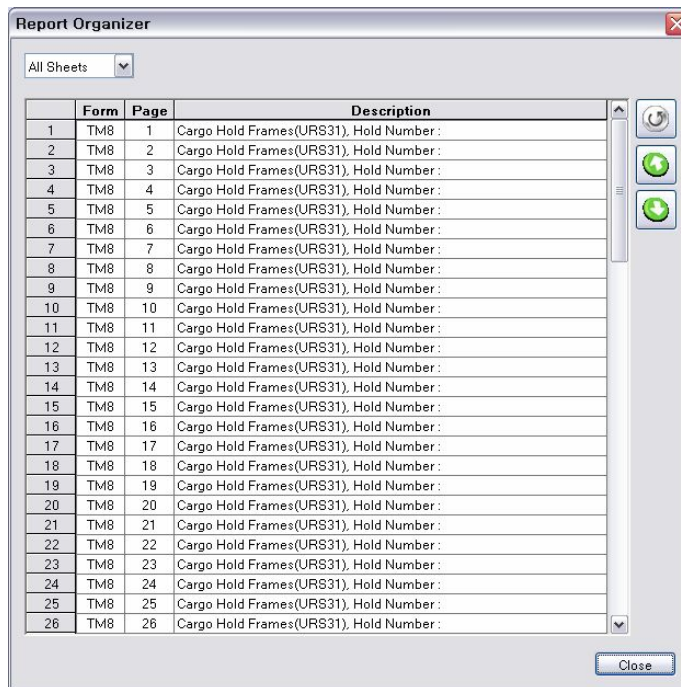 Report Organizer
All Sheets
Form Page Description
1 TM8 1 Cargo Hold Frames(URS31), Hold Number :
2 TM8 2 Cargo Hold Frames(URS31), Hold Number :
3 TM8 3 Cargo Hold Frames(URS31), Hold Number :
4 TM8 4 Cargo Hold Frames(URS31), Hold Number :
5 TM8 5 Cargo Hold Frames(URS31), Hold Number :
6 TM8 6 Cargo Hold Frames(URS31), Hold Number :
7 TM8 7 Cargo Hold Frames(URS31), Hold Number :
8 TM8 8 Cargo Hold Frames(URS31), Hold Number :
9 TM8 9 Cargo Hold Frames(URS31), Hold Number :
10 TM8 10 Cargo Hold Frames(URS31), Hold Number :
11 TM8 11 Cargo Hold Frames(URS31), Hold Number :
12 TM8 12 Cargo Hold Frames(URS31), Hold Number :
13 TM8 13 Cargo Hold Frames(URS31), Hold Number :
14 TM8 14 Cargo Hold Frames(URS31), Hold Number :
15 TM8 15 Cargo Hold Frames(URS31), Hold Number :
16 TM8 16 Cargo Hold Frames(URS31), Hold Number :
17 TM8 17 Cargo Hold Frames(URS31), Hold Number :
18 TM8 18 Cargo Hold Frames(URS31), Hold Number :
19 TM8 19 Cargo Hold Frames(URS31), Hold Number :
20 TM8 20 Cargo Hold Frames(URS31), Hold Number :
21 TM8 21 Cargo Hold Frames(URS31), Hold Number :
22 TM8 22 Cargo Hold Frames(URS31), Hold Number :
23 TM8 23 Cargo Hold Frames(URS31), Hold Number :
24 TM8 24 Cargo Hold Frames(URS31), Hold Number :
25 TM8 25 Cargo Hold Frames(URS31), Hold Number :
26 TM8 26 Cargo Hold Frames(URS31), Hold Number :
Close